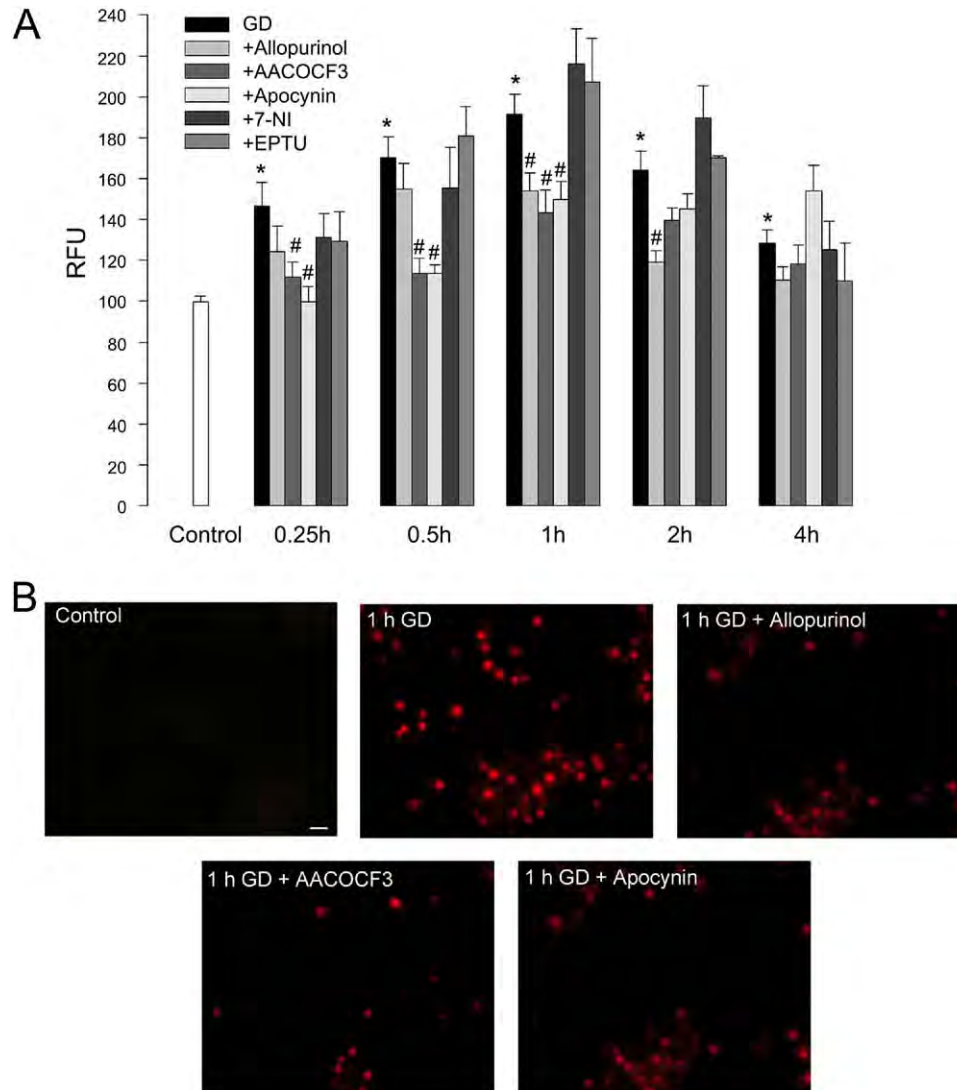 A
240
220
200
180
160
140
120
100
80
60
40
20
0
RFU
GD
+Allopurinol
+AACOCF3
+Apocynin
+7-NI
+EPTU
*
#
#
*
#
#
*
#
#
#
*
#
*
Control
0.25h
0.5h
1h
2h
4h
B
Control
1 h GD
1 h GD + Allopurinol
1 h GD + AACOCF3
1 h GD + Apocynin